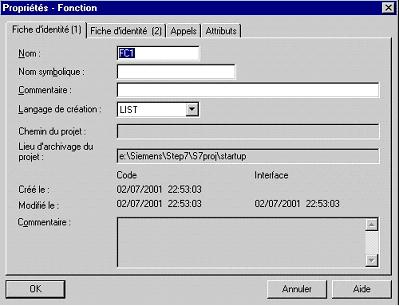 Propriétés - Fonction
Fiche d'identité (1) Fiche d'identité (2) Appels Attributs
Nom : FC1
Nom symbolique :
Commentaire :
Langage de création : LIST
Chemin du projet :
Lieu d'archivage du
projet : e:\Siemens\Step7\S7proj\startup
Code Interface
Créé le : 02/07/2001 22:53:03
Modifié le : 02/07/2001 22:53:03 02/07/2001 22:53:03
Commentaire :
OK Annuler Aide